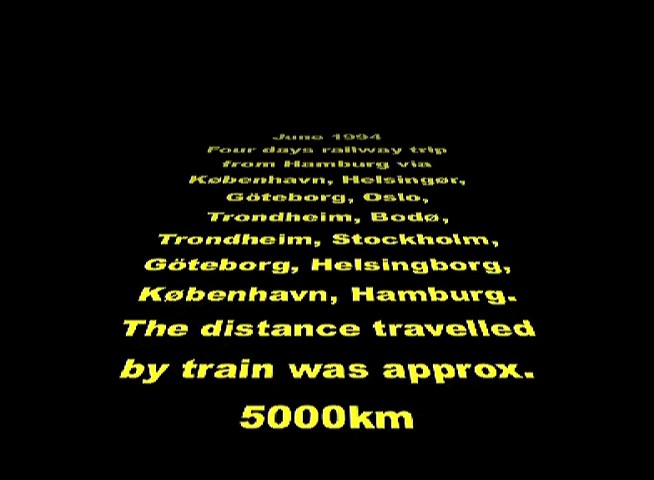 June 1994
Four days railway trip
from Hamburg via
København, Helsingør,
Göteborg, Oslo,
Trondheim, Bodø,
Trondheim, Stockholm,
Göteborg, Helsingborg,
København, Hamburg.
The distance travelled
by train was approx.
5000km